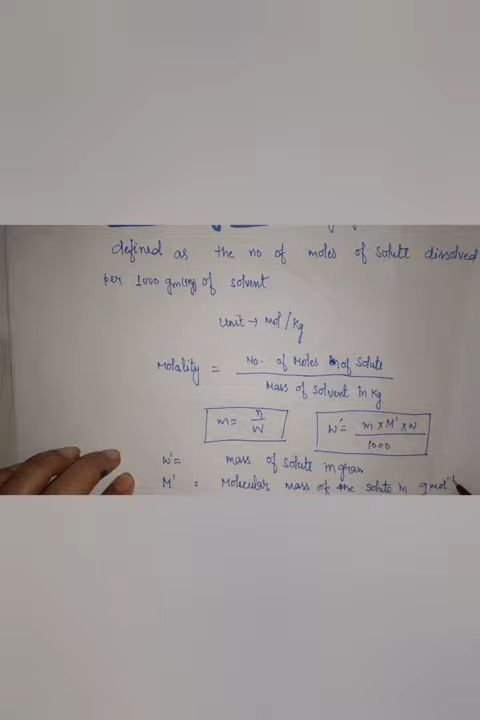 defined as the no of moles of solute dissolved
per 1000 gm(1kg) of solvent
Unit → mol/kg
Molality = No. of Moles of solute / Mass of solvent in kg
m = n/W
W' = m × M' × W / 1000
W' = mass of solute in gram
M' = Molecular mass of the solute in g mol⁻¹